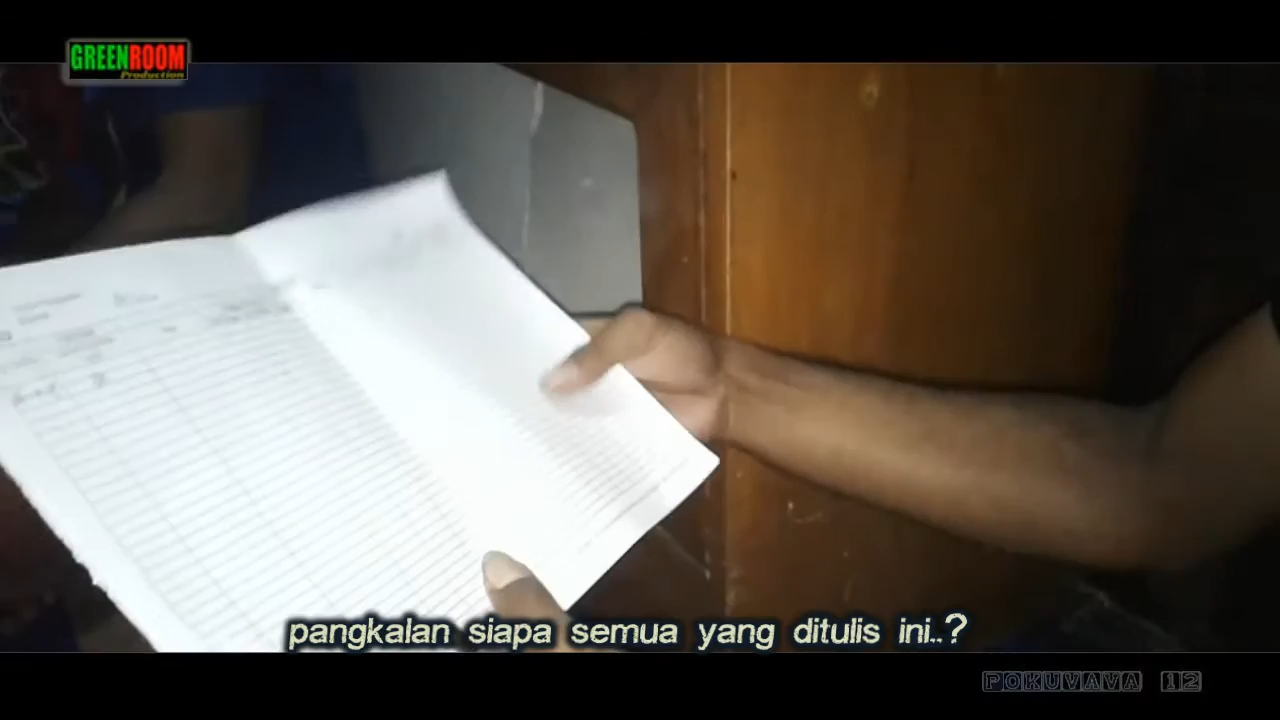 GREENROOM
Production
pangkalan siapa semua yang ditulis ini..?
POKUVAVA 12